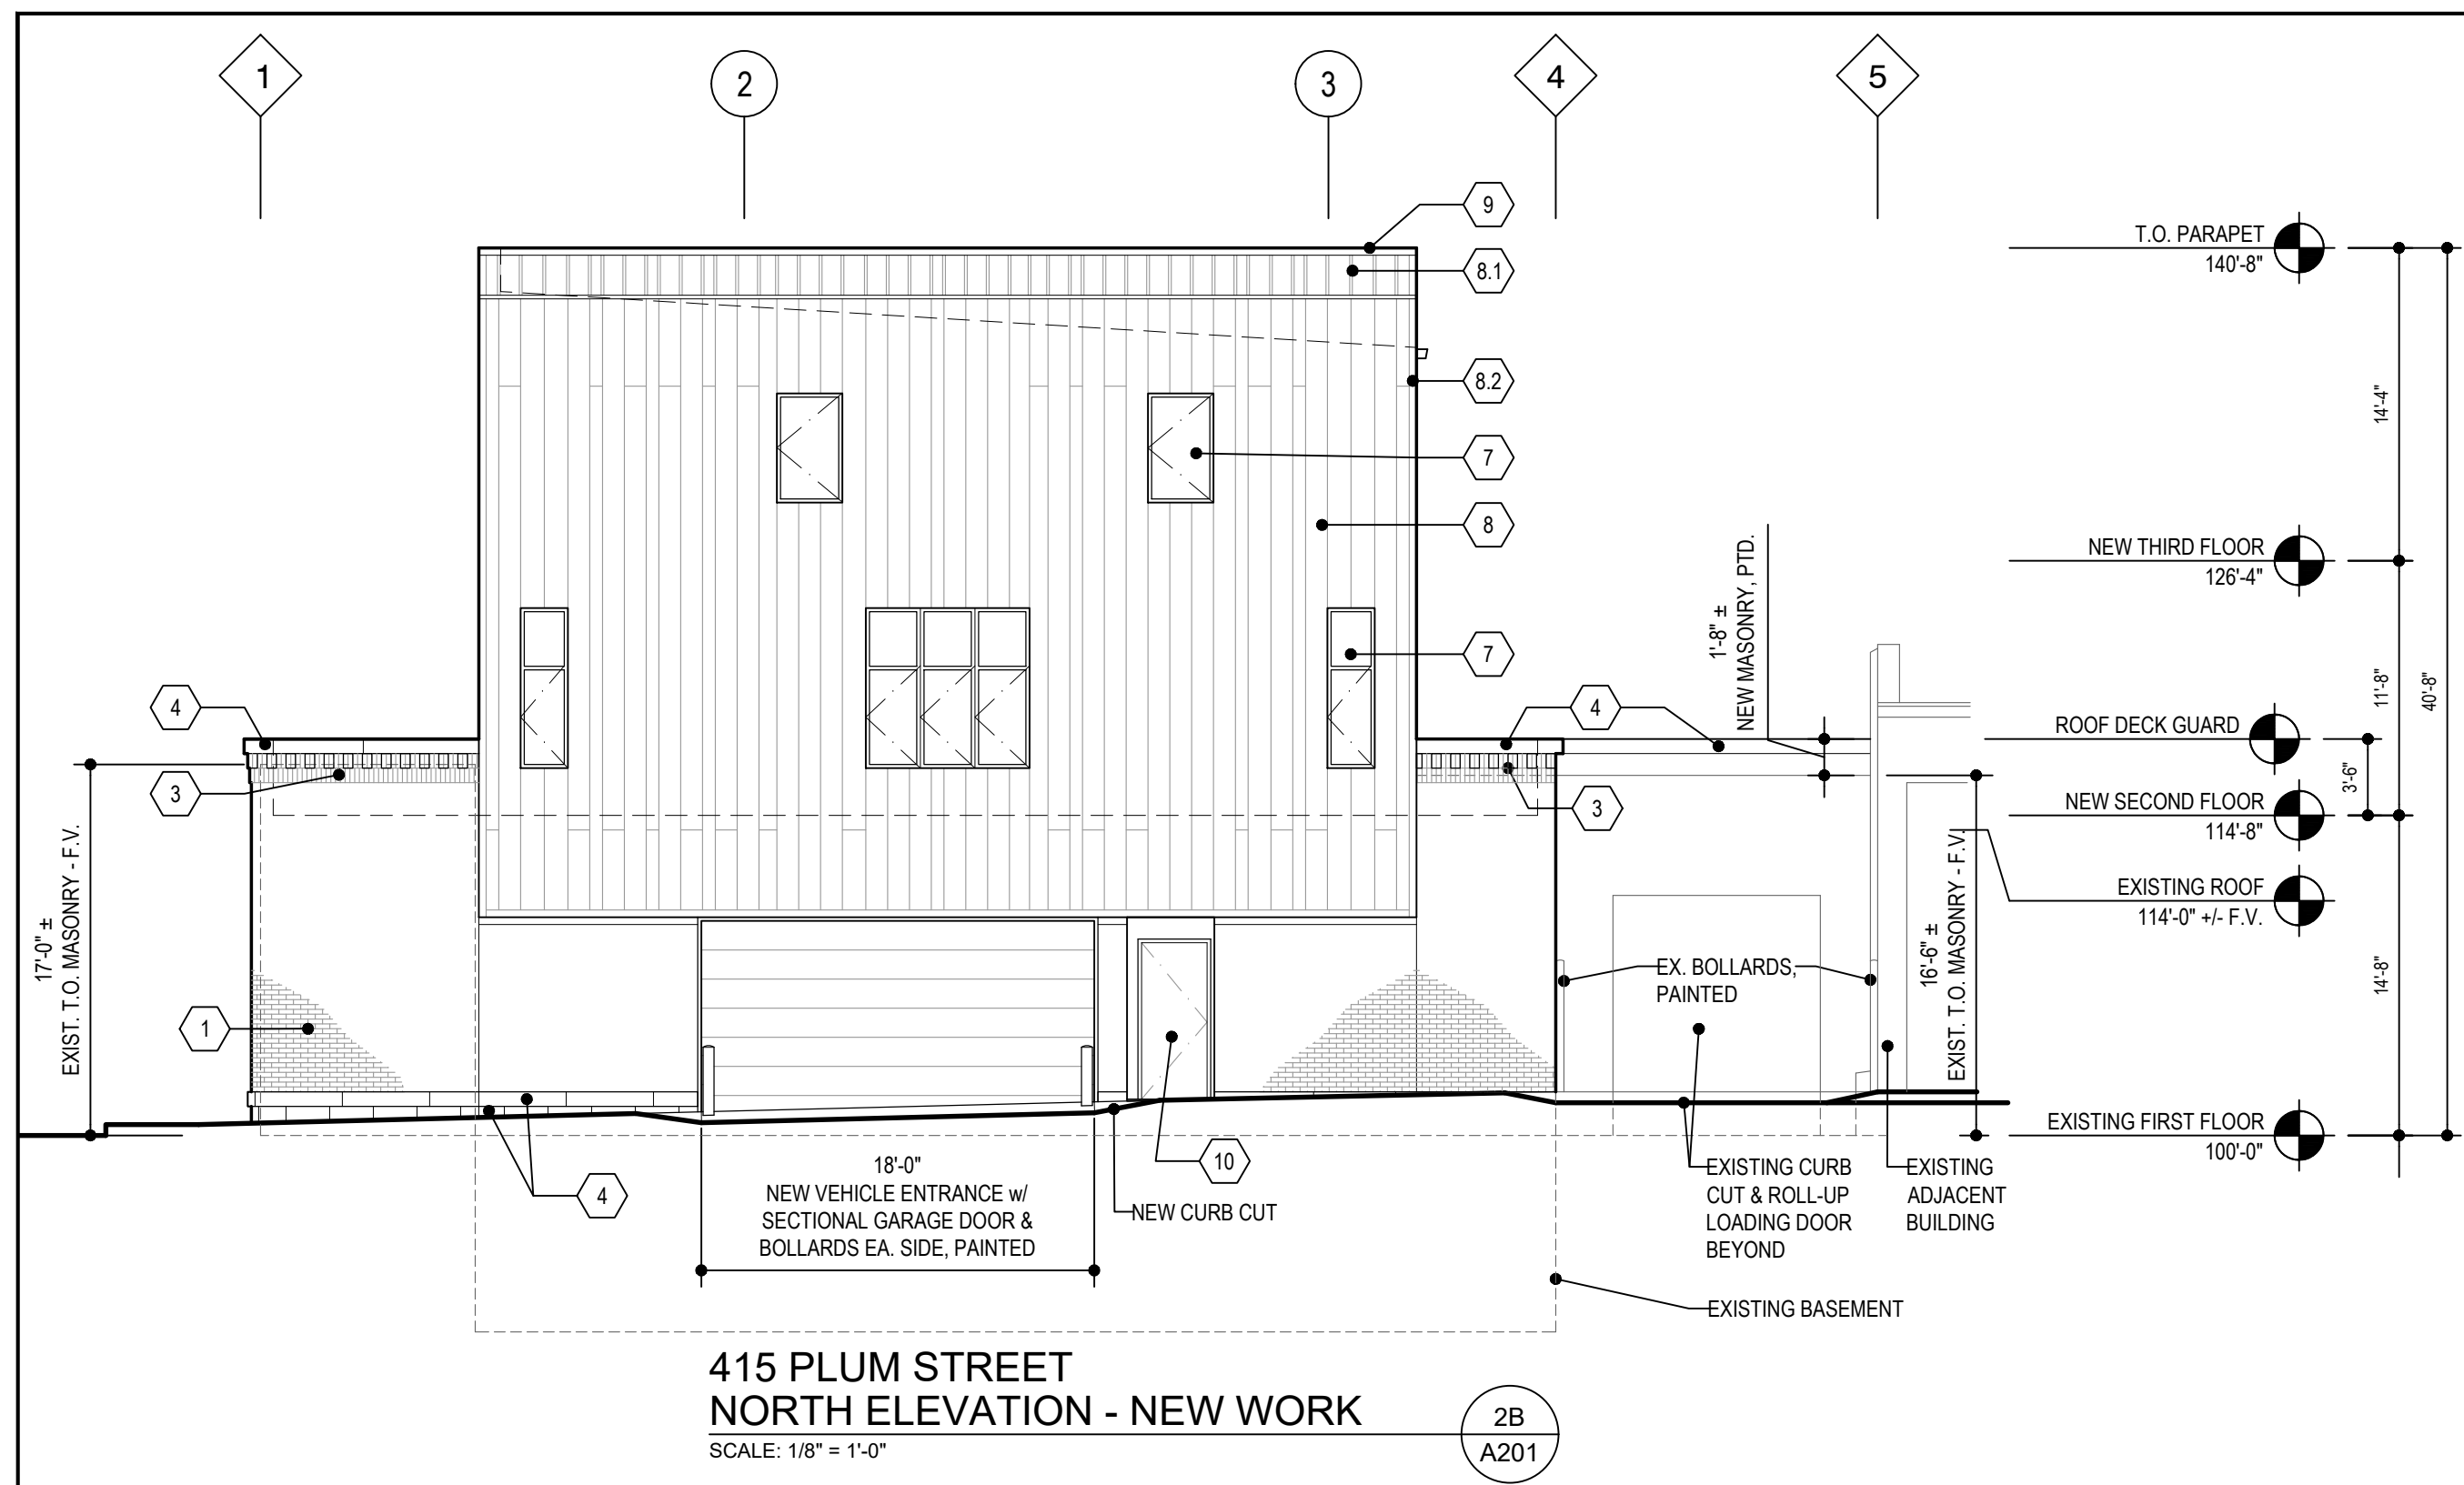 1
2
3
4
5
9
8.1
8.2
7
8
7
4
3
1
4
3
4
10
17'-0" ±
EXIST. T.O. MASONRY - F.V.
1'-8" ±
NEW MASONRY, PTD.
16'-6" ±
EXIST. T.O. MASONRY - F.V.
T.O. PARAPET
140'-8"
NEW THIRD FLOOR
126'-4"
ROOF DECK GUARD
NEW SECOND FLOOR
114'-8"
EXISTING ROOF
114'-0" +/- F.V.
EXISTING FIRST FLOOR
100'-0"
14'-4"
11'-8"
40'-8"
3'-6"
14'-8"
EX. BOLLARDS,
PAINTED
18'-0"
NEW VEHICLE ENTRANCE w/
SECTIONAL GARAGE DOOR &
BOLLARDS EA. SIDE, PAINTED
NEW CURB CUT
EXISTING CURB
CUT & ROLL-UP
LOADING DOOR
BEYOND
EXISTING
ADJACENT
BUILDING
EXISTING BASEMENT
415 PLUM STREET
NORTH ELEVATION - NEW WORK
SCALE: 1/8" = 1'-0"
2B
A201